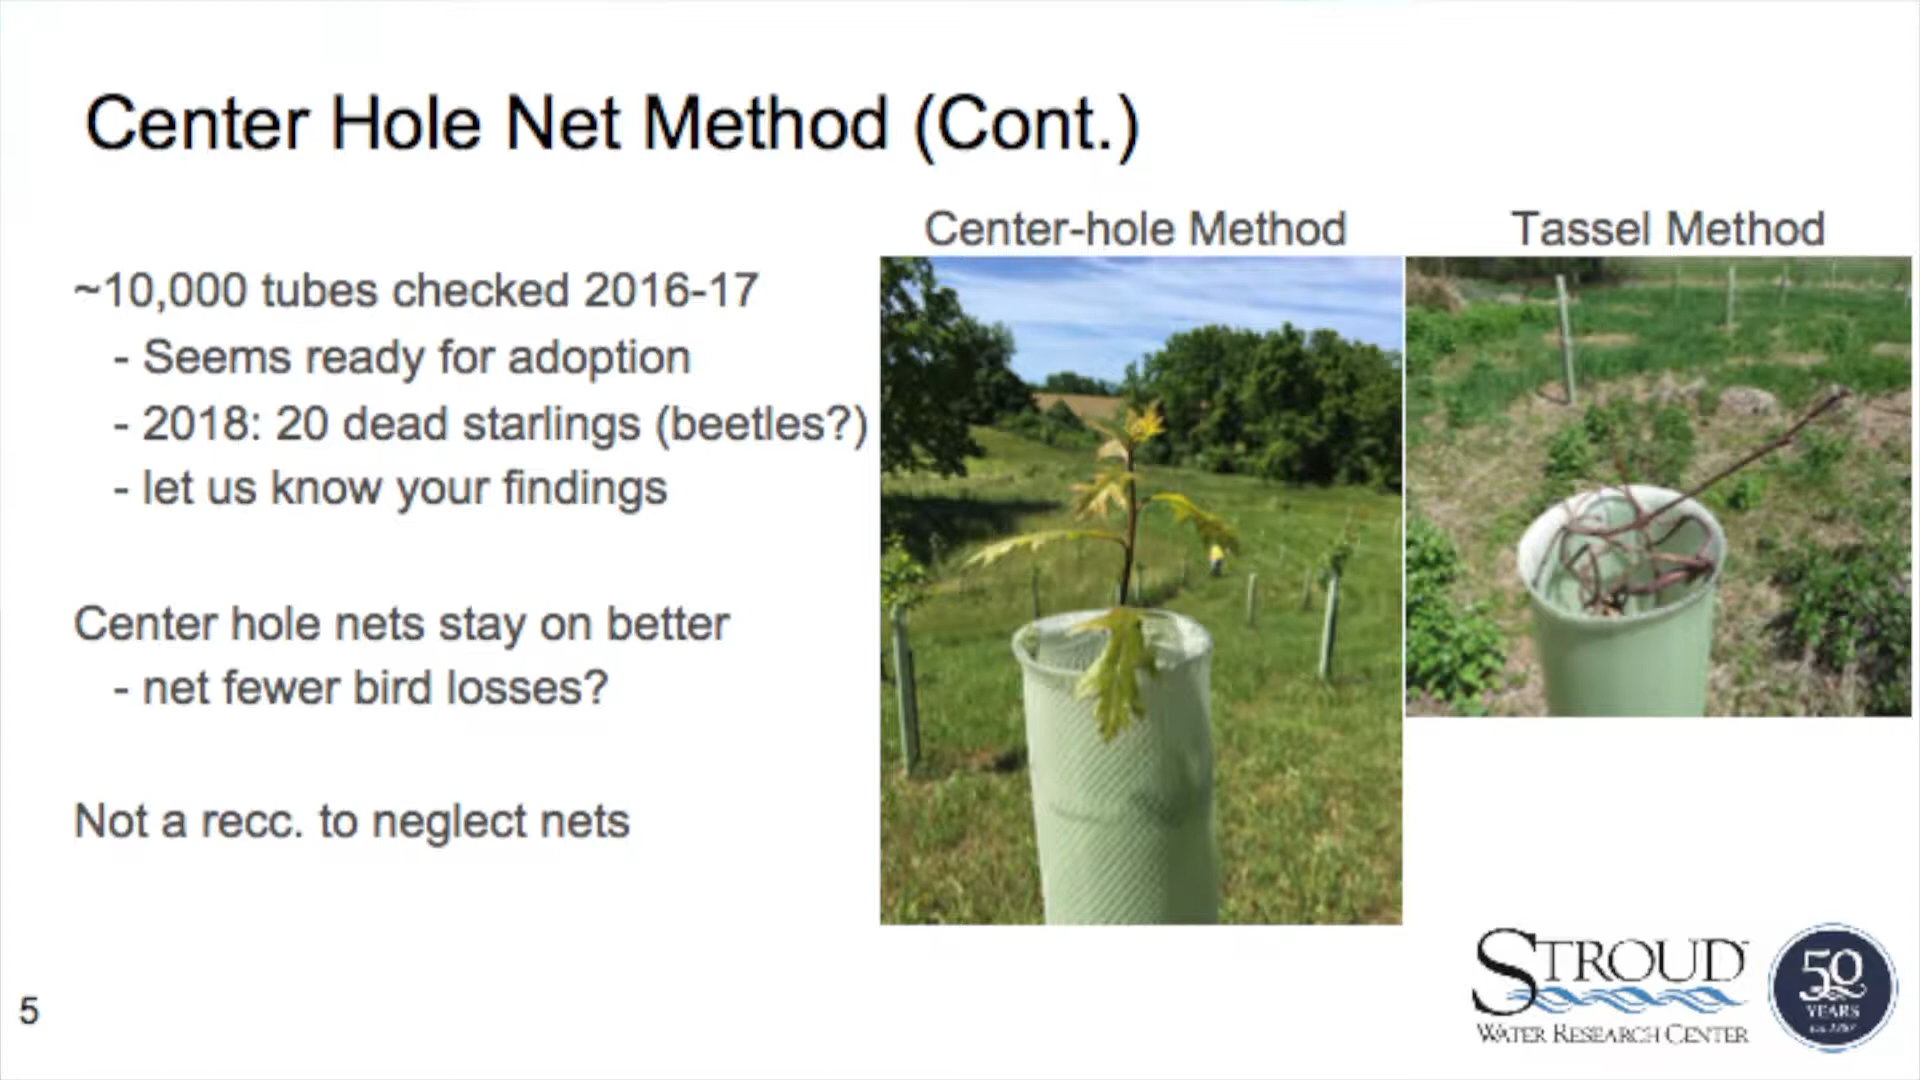 Center Hole Net Method (Cont.)
Center-hole Method
Tassel Method
~10,000 tubes checked 2016-17
- Seems ready for adoption
- 2018: 20 dead starlings (beetles?)
- let us know your findings
Center hole nets stay on better
- net fewer bird losses?
Not a recc. to neglect nets
5
STROUD
WATER RESEARCH CENTER
50
YEARS